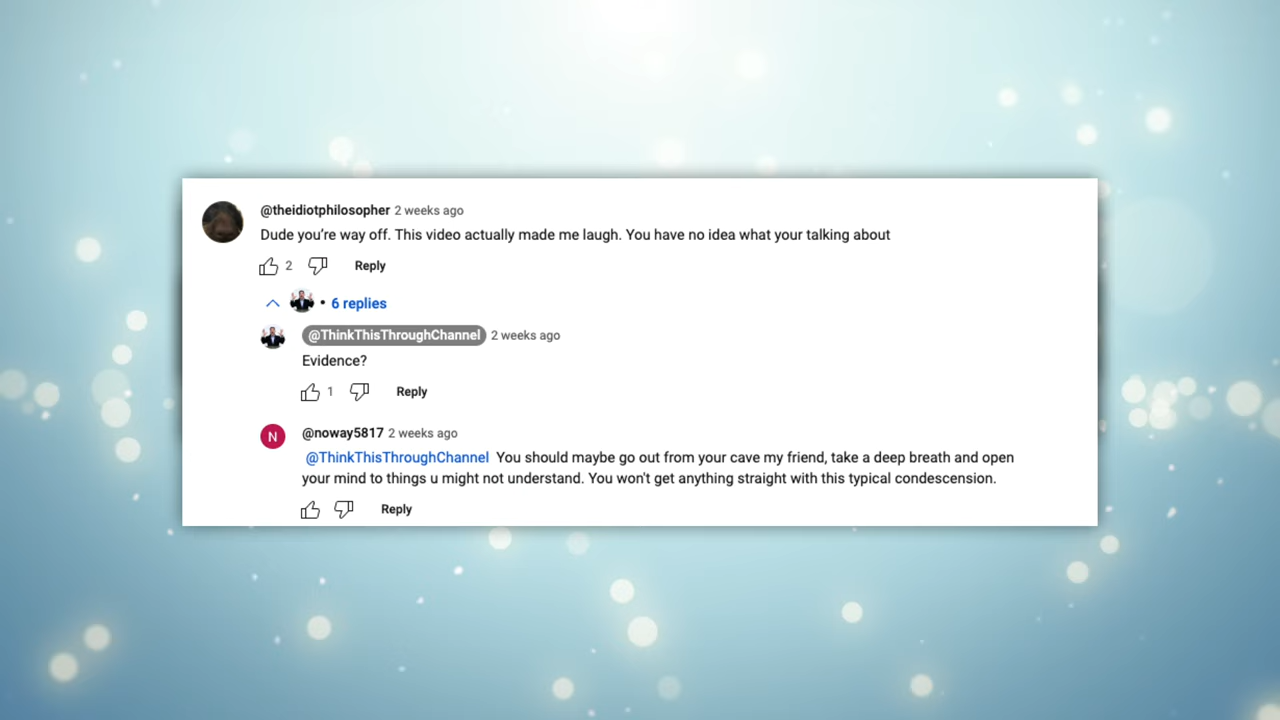 @theidiotphilosopher 2 weeks ago
Dude you're way off. This video actually made me laugh. You have no idea what your talking about
2 Reply
• 6 replies
@ThinkThisThroughChannel 2 weeks ago
Evidence?
1 Reply
N @noway5817 2 weeks ago
@ThinkThisThroughChannel You should maybe go out from your cave my friend, take a deep breath and open
your mind to things u might not understand. You won't get anything straight with this typical condescension.
Reply